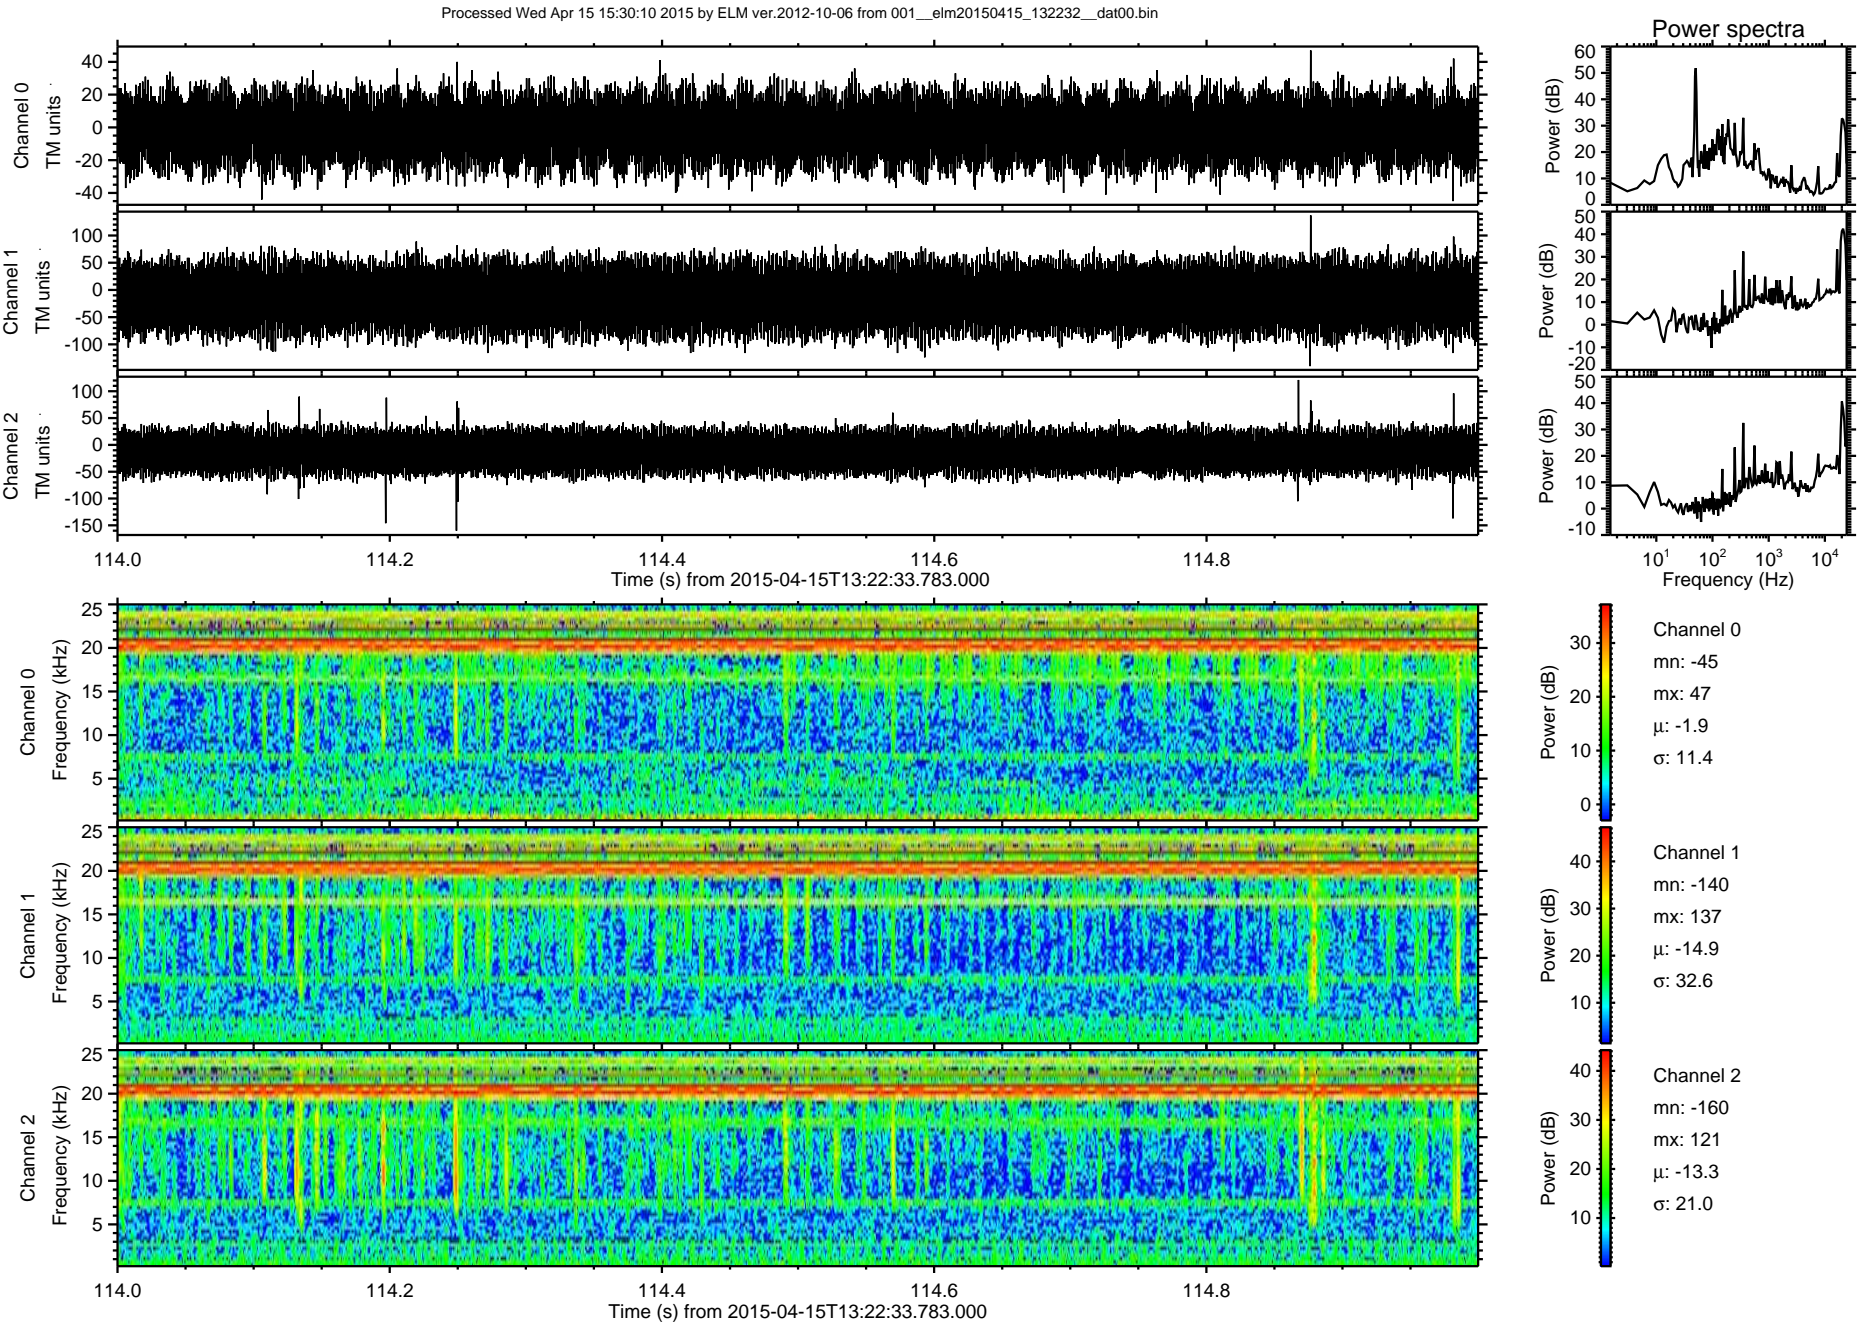 Processed Wed Apr 15 15:30:10 2015 by ELM ver.2012-10-06 from 001__elm20150415_132232__dat00.bin
Power spectra
Channel 0
TM units
40
20
0
-20
-40
Power (dB)
60
50
40
30
20
10
0
Channel 1
TM units
100
50
0
-50
-100
Power (dB)
50
40
30
20
10
0
-10
-20
Channel 2
TM units
100
50
0
-50
-100
-150
Power (dB)
50
40
30
20
10
0
-10
114.0 114.2 114.4 114.6 114.8
Time (s) from 2015-04-15T13:22:33.783.000
10¹ 10² 10³ 10⁴
Frequency (Hz)
Channel 0
Frequency (kHz)
25
20
15
10
5
Power (dB)
30
20
10
0
Channel 0
mn: -45
mx: 47
μ: -1.9
σ: 11.4
Channel 1
Frequency (kHz)
25
20
15
10
5
Power (dB)
40
30
20
10
Channel 1
mn: -140
mx: 137
μ: -14.9
σ: 32.6
Channel 2
Frequency (kHz)
25
20
15
10
5
Power (dB)
40
30
20
10
Channel 2
mn: -160
mx: 121
μ: -13.3
σ: 21.0
114.0 114.2 114.4 114.6 114.8
Time (s) from 2015-04-15T13:22:33.783.000